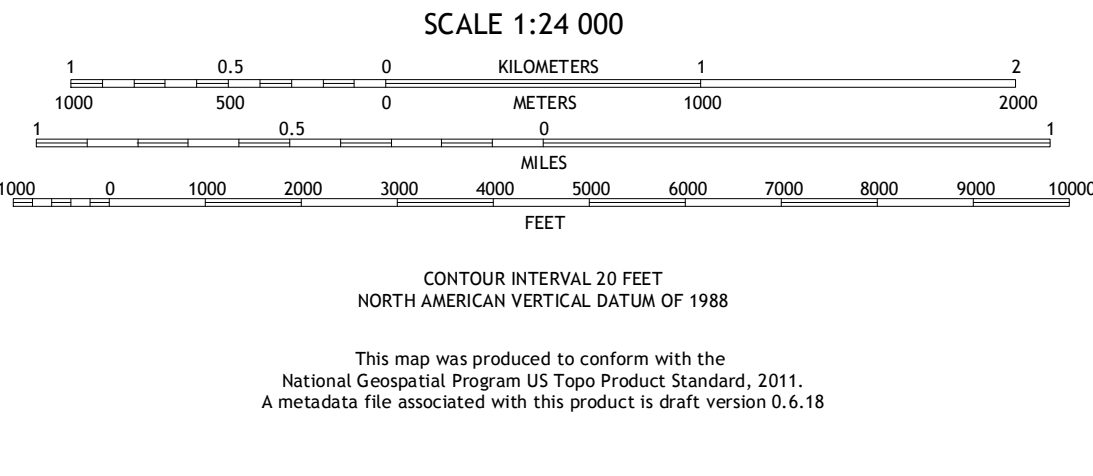 SCALE 1:24 000
1 0.5 0 KILOMETERS 1 2
1000 500 0 METERS 1000 2000
1 0.5 0 1
MILES
1000 0 1000 2000 3000 4000 5000 6000 7000 8000 9000 10000
FEET
CONTOUR INTERVAL 20 FEET
NORTH AMERICAN VERTICAL DATUM OF 1988
This map was produced to conform with the
National Geospatial Program US Topo Product Standard, 2011.
A metadata file associated with this product is draft version 0.6.18